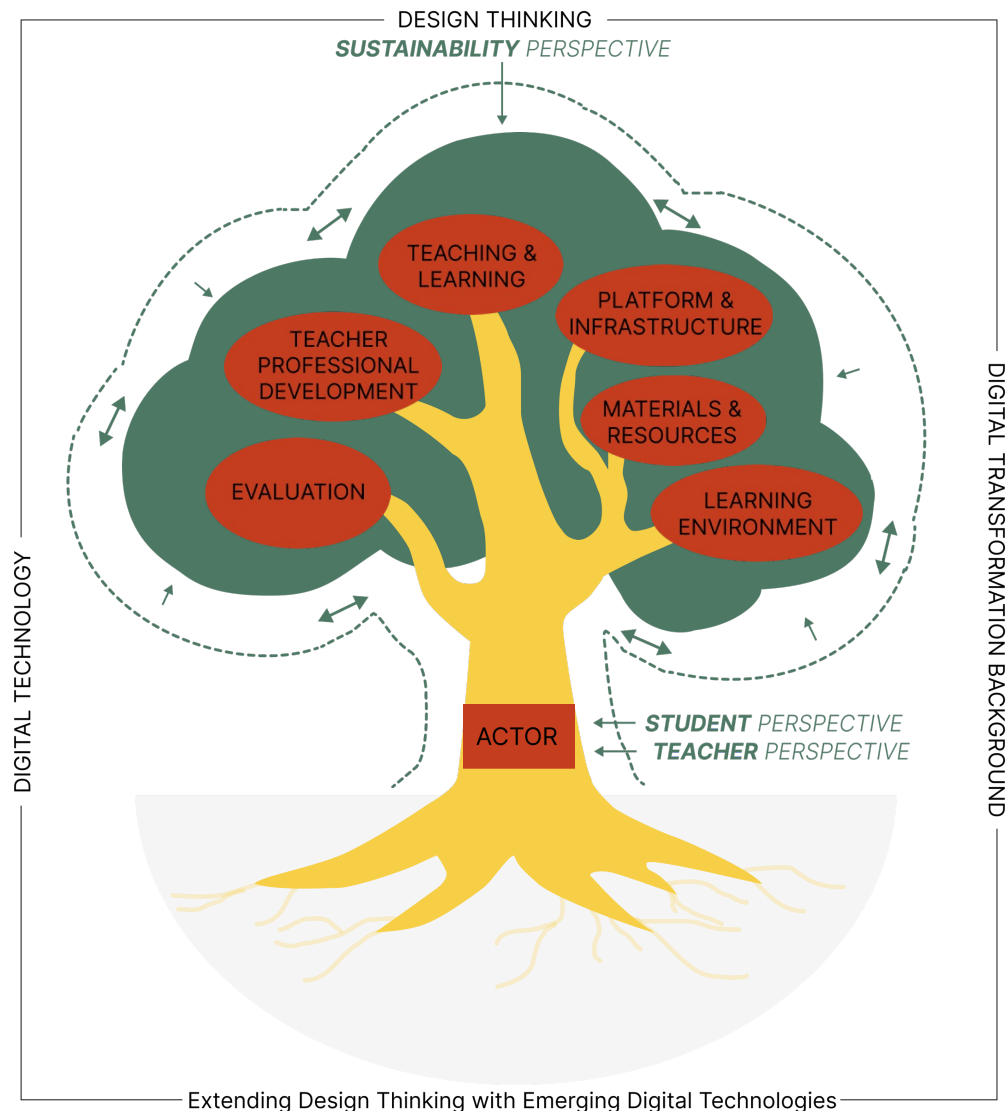 DESIGN THINKING
SUSTAINABILITY PERSPECTIVE
TEACHING &
LEARNING
PLATFORM &
INFRASTRUCTURE
TEACHER
PROFESSIONAL
DEVELOPMENT
MATERIALS &
RESOURCES
EVALUATION
LEARNING
ENVIRONMENT
DIGITAL TECHNOLOGY
DIGITAL TRANSFORMATION BACKGROUND
ACTOR
STUDENT PERSPECTIVE
TEACHER PERSPECTIVE
Extending Design Thinking with Emerging Digital Technologies